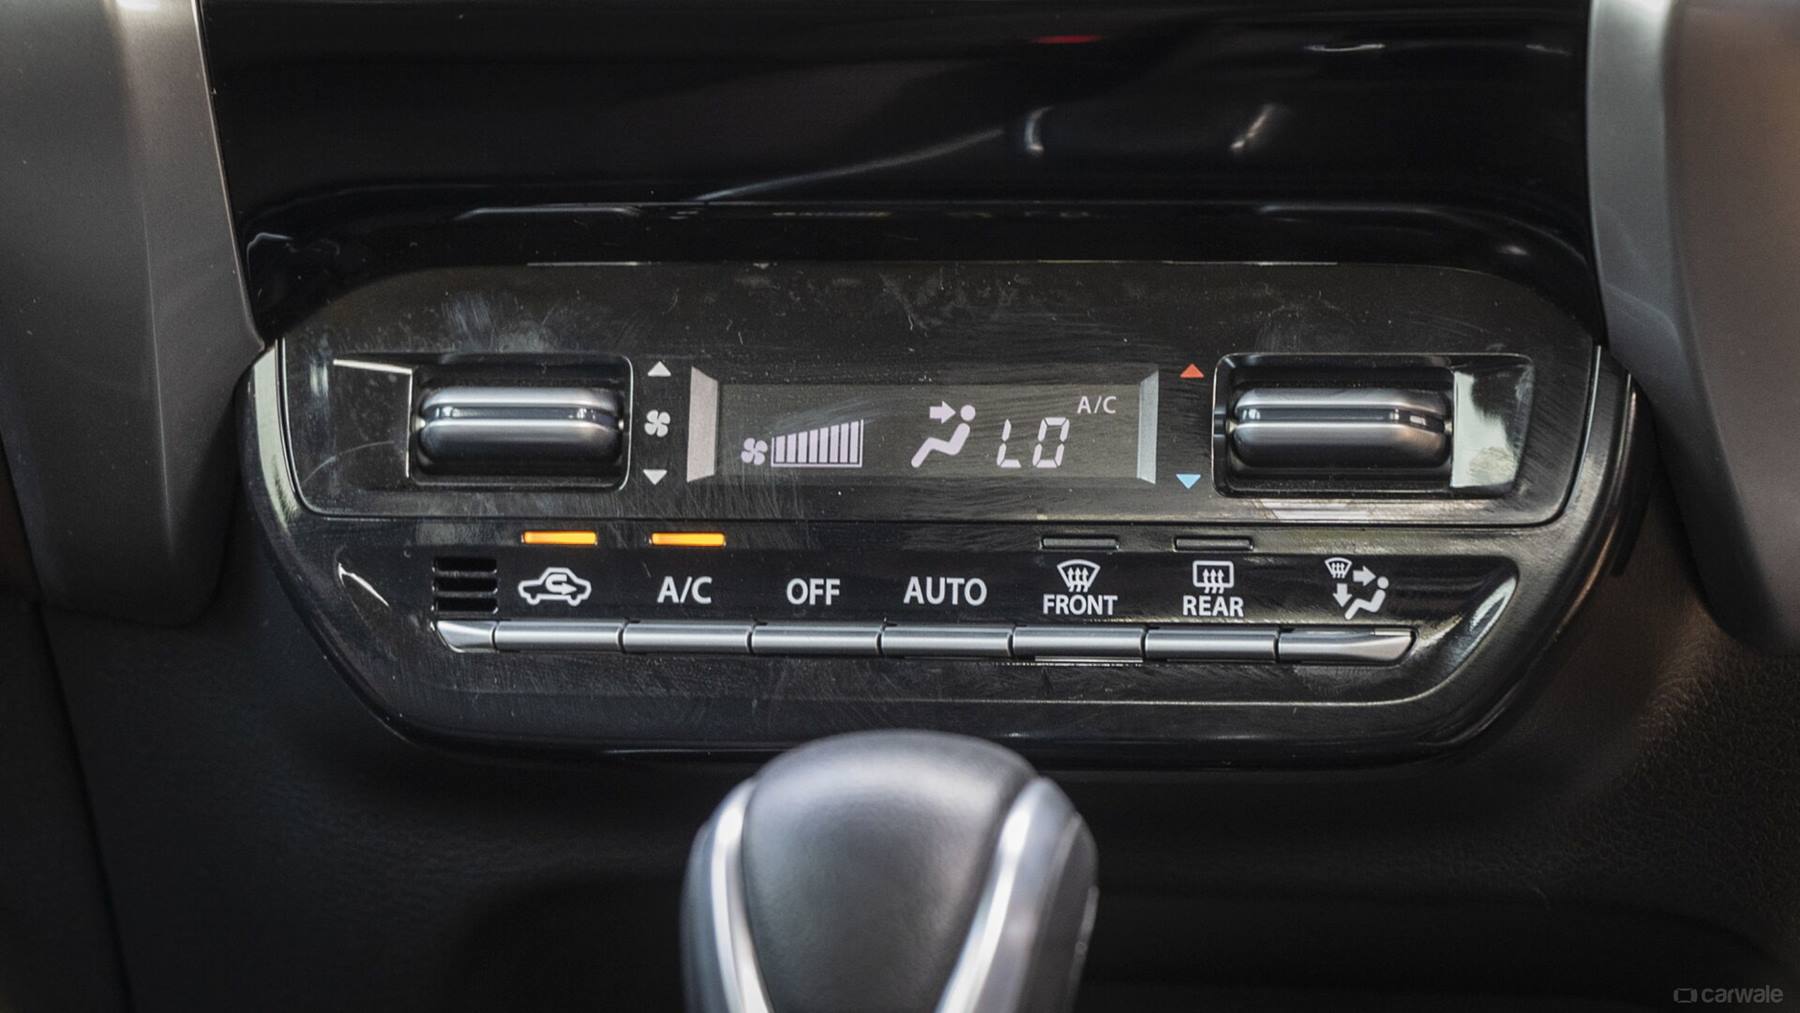 A/C
LO
A/C
OFF
AUTO
FRONT
REAR
carwale